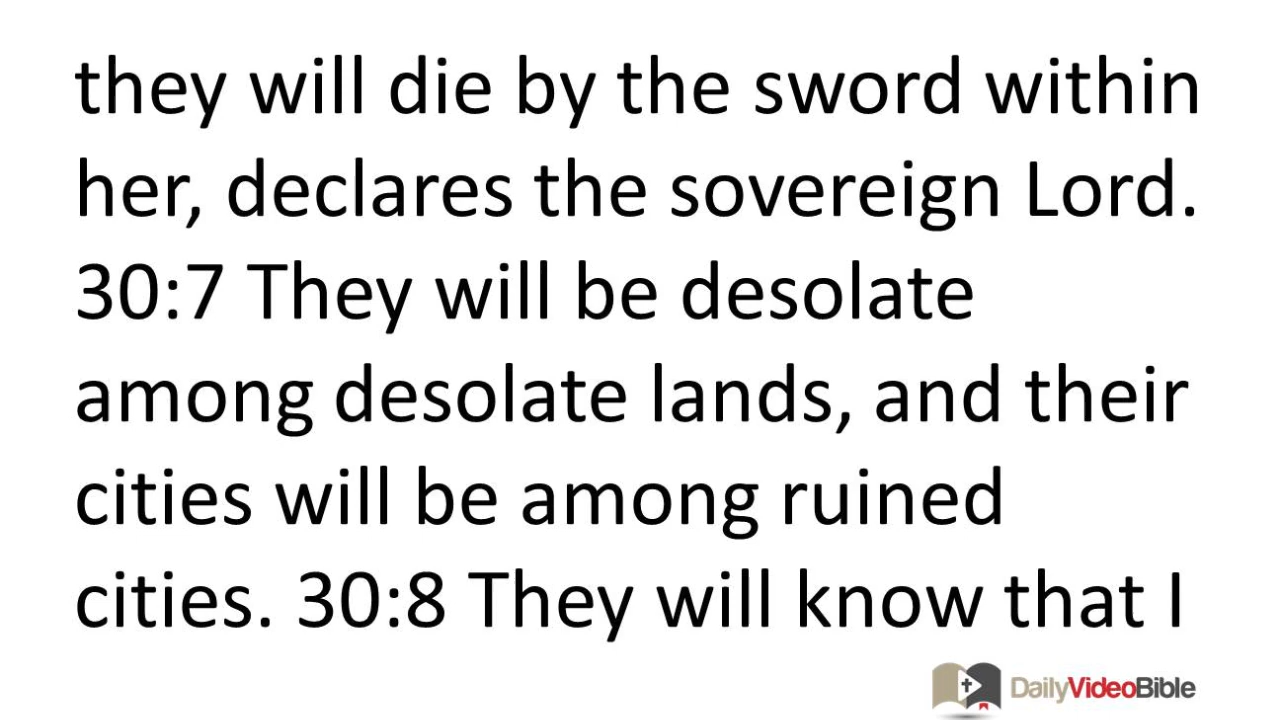 they will die by the sword within
her, declares the sovereign Lord.
30:7 They will be desolate
among desolate lands, and their
cities will be among ruined
cities. 30:8 They will know that I
DailyVideoBible